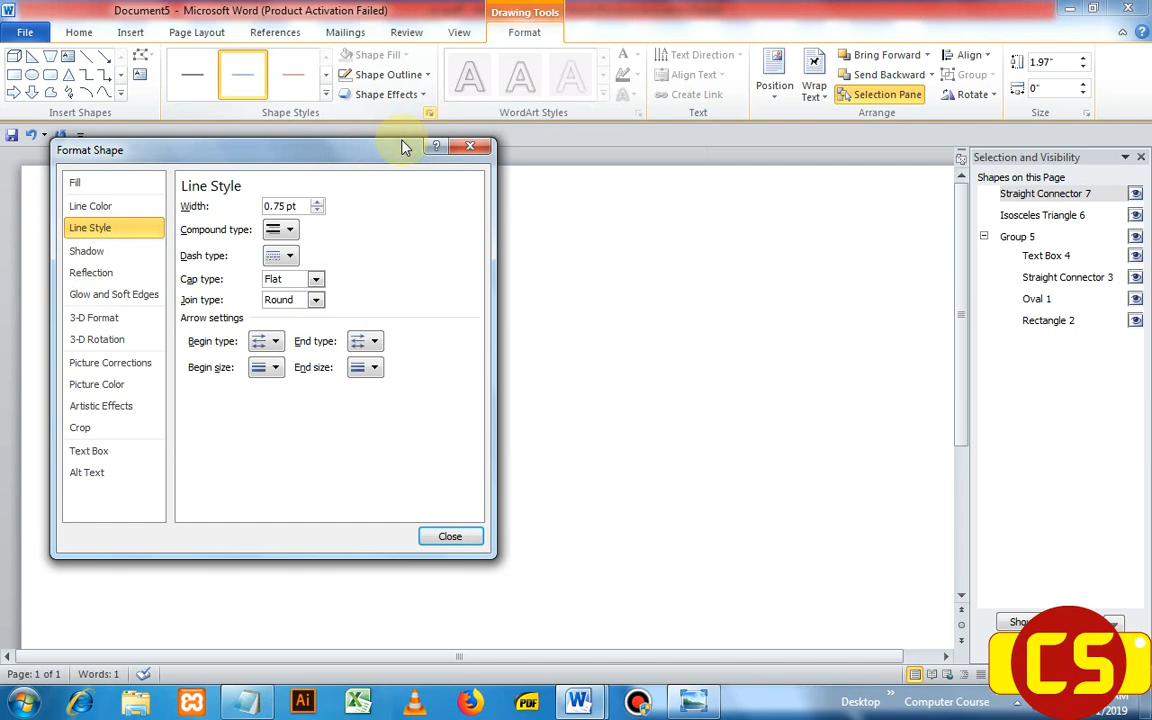 Document5 - Microsoft Word (Product Activation Failed)
Drawing Tools
File Home Insert Page Layout References Mailings Review View Format
Shape Fill
Shape Outline
Shape Effects
Text Direction
Align Text
Create Link
Position
Wrap Text
Bring Forward
Send Backward
Selection Pane
Align
Group
Rotate
1.97"
0"
Insert Shapes Shape Styles WordArt Styles Text Arrange Size
Format Shape
Fill
Line Color
Line Style
Shadow
Reflection
Glow and Soft Edges
3-D Format
3-D Rotation
Picture Corrections
Picture Color
Artistic Effects
Crop
Text Box
Alt Text
Line Style
Width: 0.75 pt
Compound type:
Dash type:
Cap type: Flat
Join type: Round
Arrow settings
Begin type: End type:
Begin size: End size:
Close
Selection and Visibility
Shapes on this Page
Straight Connector 7
Isosceles Triangle 6
Group 5
Text Box 4
Straight Connector 3
Oval 1
Rectangle 2
CS
Page: 1 of 1 Words: 1
Ai
PDF
Desktop
Computer Course